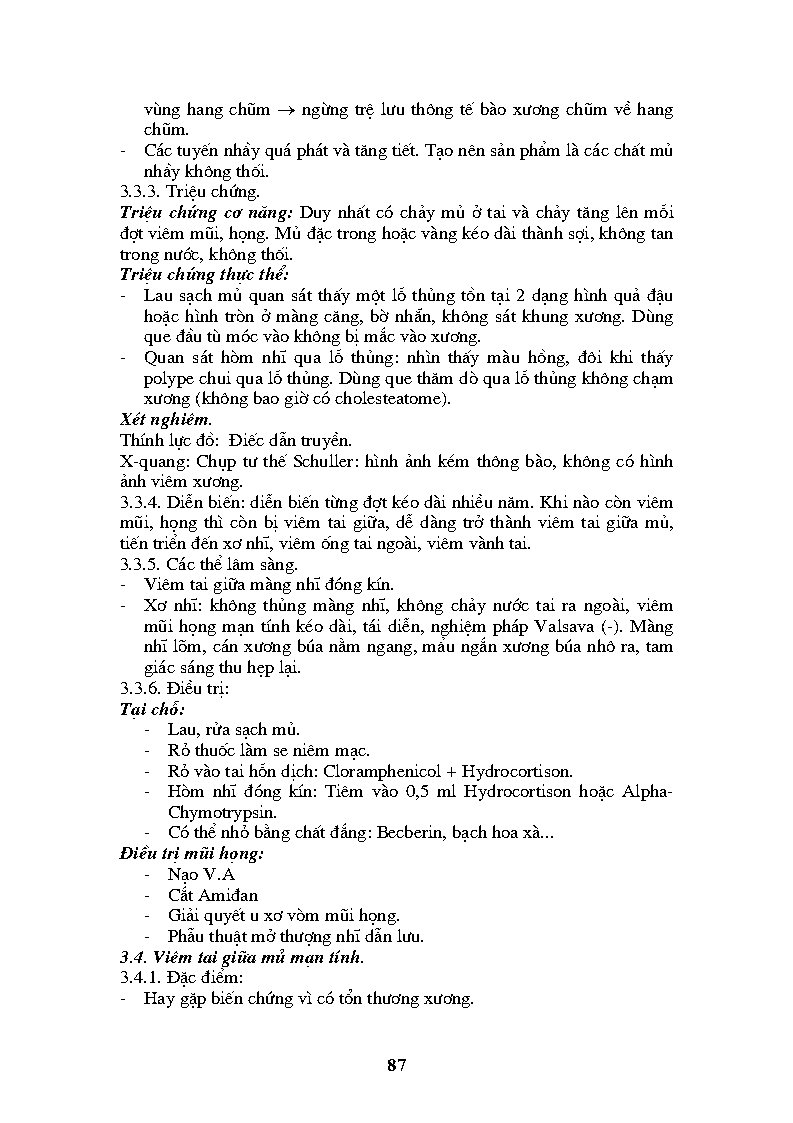 vùng hang chũm → ngừng trệ lưu thông tế bào xương chũm về hang
chũm.
- Các tuyến nhầy quá phát và tăng tiết. Tạo nên sản phẩm là các chất mủ
nhầy không thối.
3.3.3. Triệu chứng.
Triệu chứng cơ năng: Duy nhất có chảy mủ ở tai và chảy tăng lên mỗi
đợt viêm mũi, họng. Mủ đặc trong hoặc vàng kéo dài thành sợi, không tan
trong nước, không thối.
Triệu chứng thực thể:
- Lau sạch mủ quan sát thấy một lỗ thủng tồn tại 2 dạng hình quả đậu
hoặc hình tròn ở màng căng, bờ nhẵn, không sát khung xương. Dùng
que đầu tù móc vào không bị mắc vào xương.
- Quan sát hòm nhĩ qua lỗ thủng: nhìn thấy màu hồng, đôi khi thấy
polype chui qua lỗ thủng. Dùng que thăm dò qua lỗ thủng không chạm
xương (không bao giờ có cholesteatome).
Xét nghiêm.
Thính lực đồ: Điếc dẫn truyền.
X-quang: Chụp tư thế Schuller: hình ảnh kém thông bào, không có hình
ảnh viêm xương.
3.3.4. Diễn biến: diễn biến từng đợt kéo dài nhiều năm. Khi nào còn viêm
mũi, họng thì còn bị viêm tai giữa, dễ dàng trở thành viêm tai giữa mủ,
tiến triển đến xơ nhĩ, viêm ống tai ngoài, viêm vành tai.
3.3.5. Các thể lâm sàng.
- Viêm tai giữa màng nhĩ đóng kín.
- Xơ nhĩ: không thủng màng nhĩ, không chảy nước tai ra ngoài, viêm
mũi họng mạn tính kéo dài, tái diễn, nghiệm pháp Valsava (-). Màng
nhĩ lõm, cán xương búa nằm ngang, mẩu ngắn xương búa nhô ra, tam
giác sáng thu hẹp lại.
3.3.6. Điều trị:
Tại chỗ:
- Lau, rửa sạch mủ.
- Rỏ thuốc làm se niêm mạc.
- Rỏ vào tai hỗn dịch: Cloramphenicol + Hydrocortison.
- Hòm nhĩ đóng kín: Tiêm vào 0,5 ml Hydrocortison hoặc Alpha-
Chymotrypsin.
- Có thể nhỏ bằng chất đắng: Becberin, bạch hoa xà...
Điều trị mũi họng:
- Nạo V.A
- Cắt Amiđan
- Giải quyết u xơ vòm mũi họng.
- Phẫu thuật mở thượng nhĩ dẫn lưu.
3.4. Viêm tai giữa mủ mạn tính.
3.4.1. Đặc điểm:
- Hay gặp biến chứng vì có tổn thương xương.
87